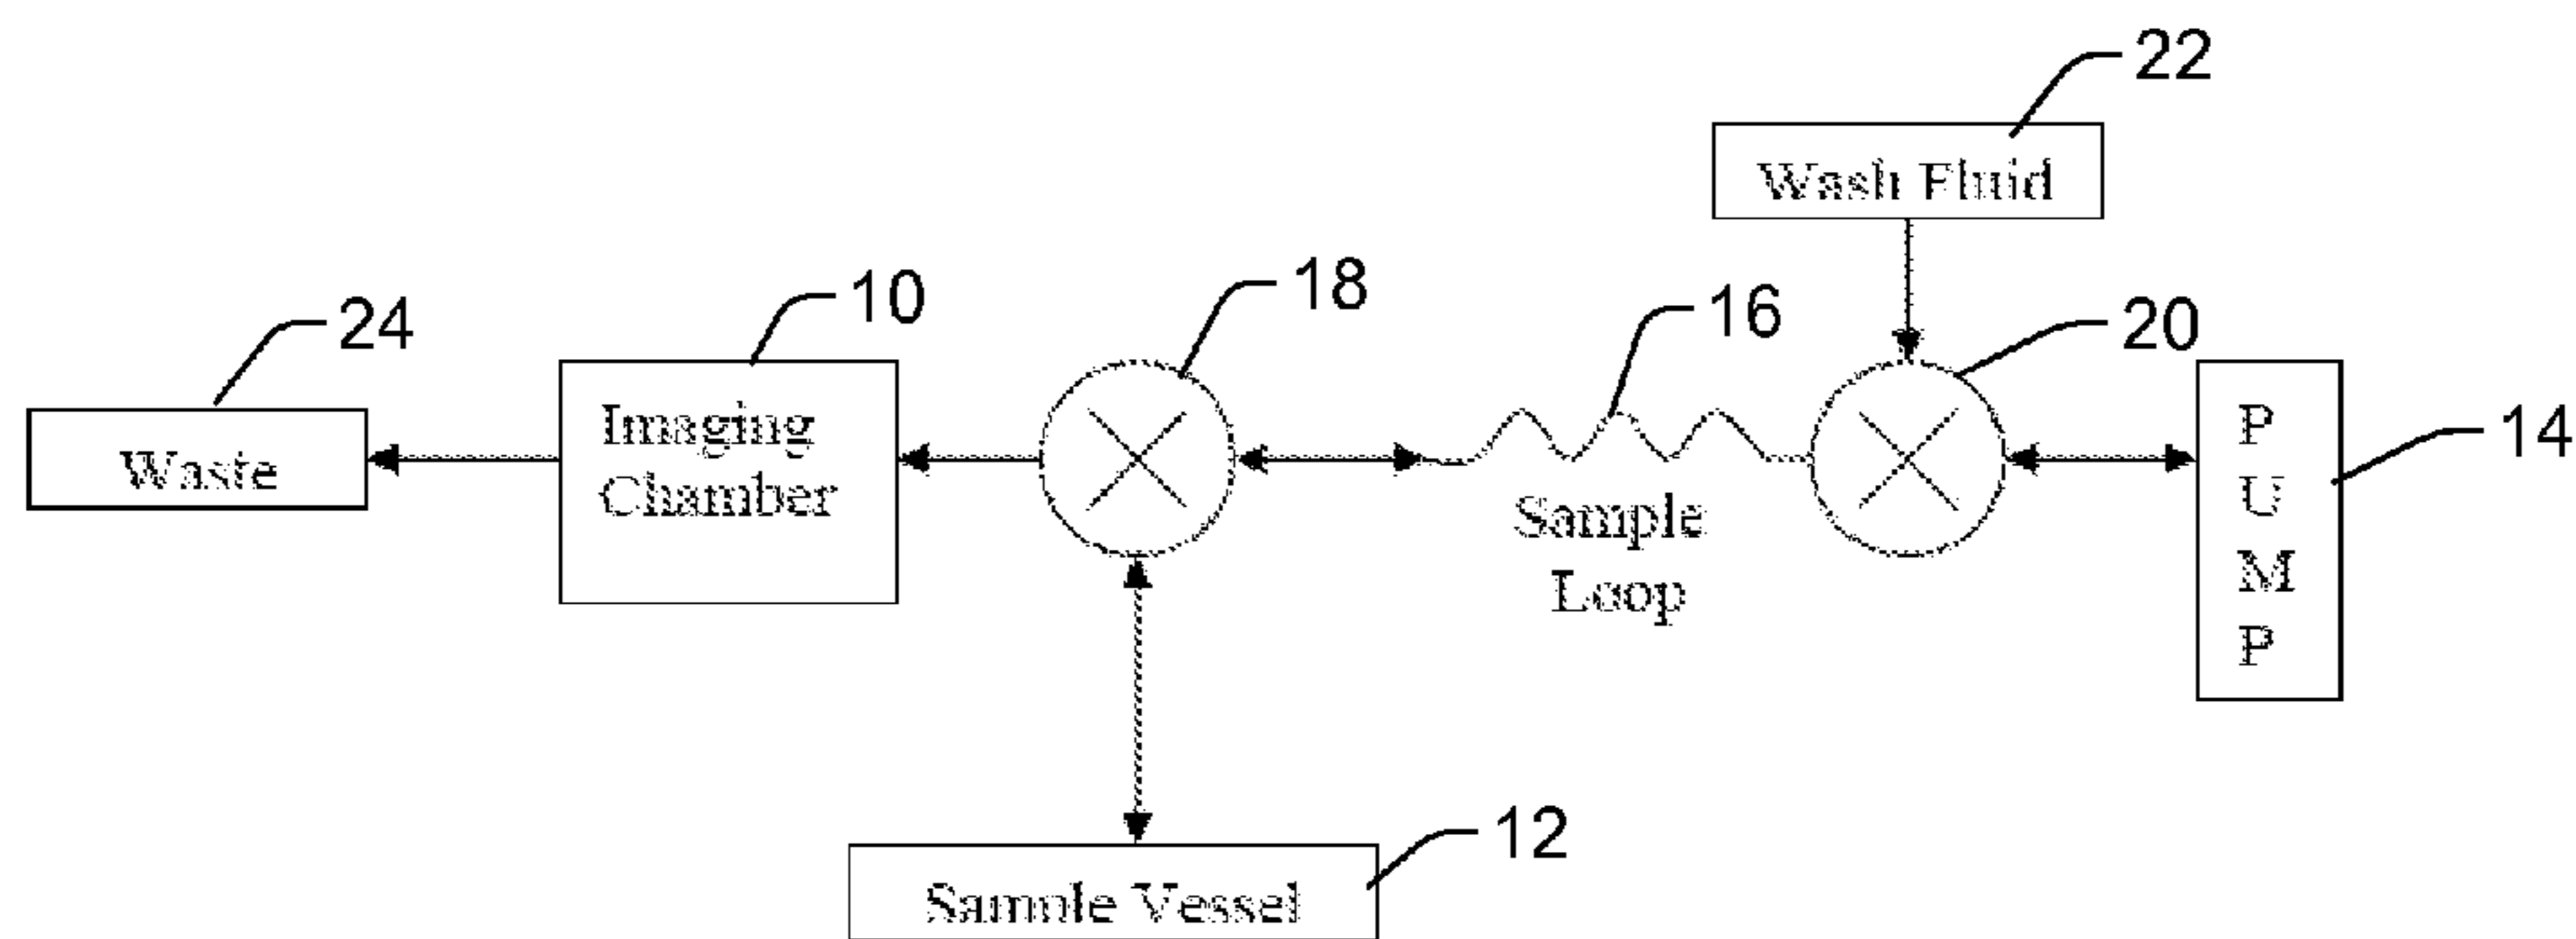 22
Wash Fluid
24
10
18
16
20
14
Waste
Imaging
Chamber
Sample
Loop
P
U
M
P
12
Sample Vessel